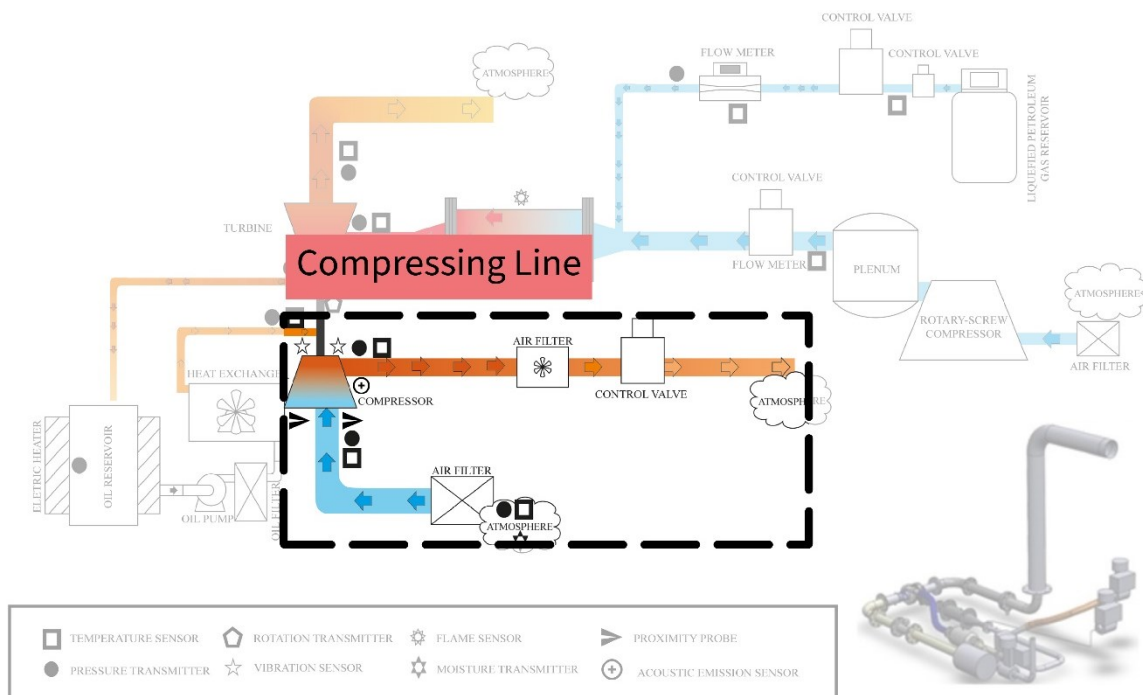 ATMOSPHERE
FLOW METER
CONTROL VALVE
CONTROL VALVE
LIQUEFIED PETROLEUM
GAS RESERVOIR
TURBINE
CONTROL VALVE
Compressing Line
FLOW METER
PLENUM
ATMOSPHERE
ROTARY-SCREW
COMPRESSOR
AIR FILTER
AIR FILTER
HEAT EXCHANGE
COMPRESSOR
CONTROL VALVE
ATMOSPHERE
ELETRIC HEATER
OIL RESERVOIR
AIR FILTER
OIL PUMP
OIL FILTER
ATMOSPHERE
TEMPERATURE SENSOR
ROTATION TRANSMITTER
FLAME SENSOR
PROXIMITY PROBE
PRESSURE TRANSMITTER
VIBRATION SENSOR
MOISTURE TRANSMITTER
ACOUSTIC EMISSION SENSOR